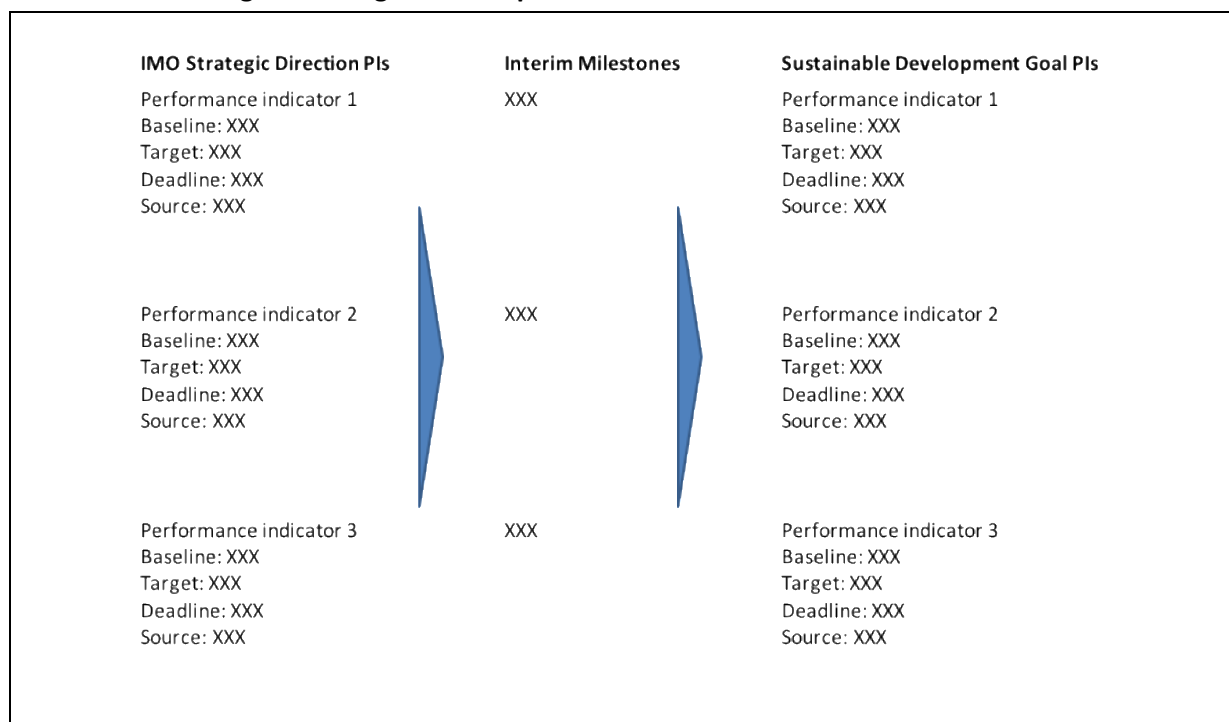 IMO Strategic Direction PIs
Performance indicator 1
Baseline: XXX
Target: XXX
Deadline: XXX
Source: XXX
Performance indicator 2
Baseline: XXX
Target: XXX
Deadline: XXX
Source: XXX
Performance indicator 3
Baseline: XXX
Target: XXX
Deadline: XXX
Source: XXX
Interim Milestones
XXX
XXX
XXX
Sustainable Development Goal PIs
Performance indicator 1
Baseline: XXX
Target: XXX
Deadline: XXX
Source: XXX
Performance indicator 2
Baseline: XXX
Target: XXX
Deadline: XXX
Source: XXX
Performance indicator 3
Baseline: XXX
Target: XXX
Deadline: XXX
Source: XXX